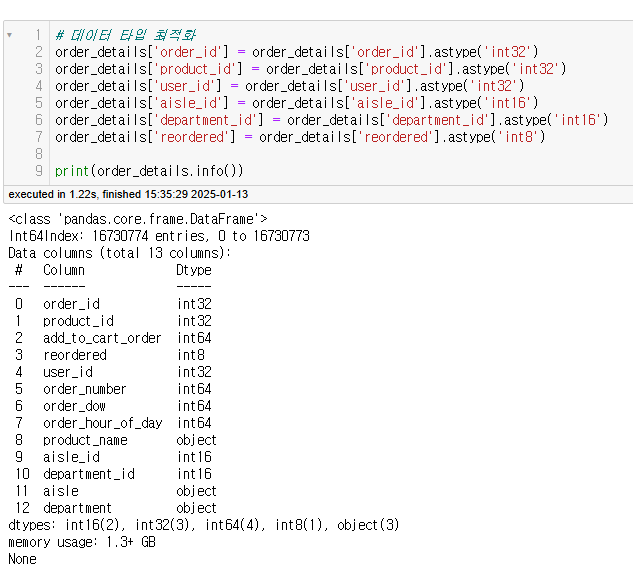 1 # 데이터 타입 최적화
2 order_details['order_id'] = order_details['order_id'].astype('int32')
3 order_details['product_id'] = order_details['product_id'].astype('int32')
4 order_details['user_id'] = order_details['user_id'].astype('int32')
5 order_details['aisle_id'] = order_details['aisle_id'].astype('int16')
6 order_details['department_id'] = order_details['department_id'].astype('int16')
7 order_details['reordered'] = order_details['reordered'].astype('int8')
8
9 print(order_details.info())
executed in 1.22s, finished 15:35:29 2025-01-13
<class 'pandas.core.frame.DataFrame'>
Int64Index: 16730774 entries, 0 to 16730773
Data columns (total 13 columns):
 #   Column             Dtype
---  ------             -----
 0   order_id           int32
 1   product_id         int32
 2   add_to_cart_order  int64
 3   reordered          int8
 4   user_id            int32
 5   order_number       int64
 6   order_dow          int64
 7   order_hour_of_day  int64
 8   product_name       object
 9   aisle_id           int16
 10  department_id      int16
 11  aisle              object
 12  department         object
dtypes: int16(2), int32(3), int64(4), int8(1), object(3)
memory usage: 1.3+ GB
None